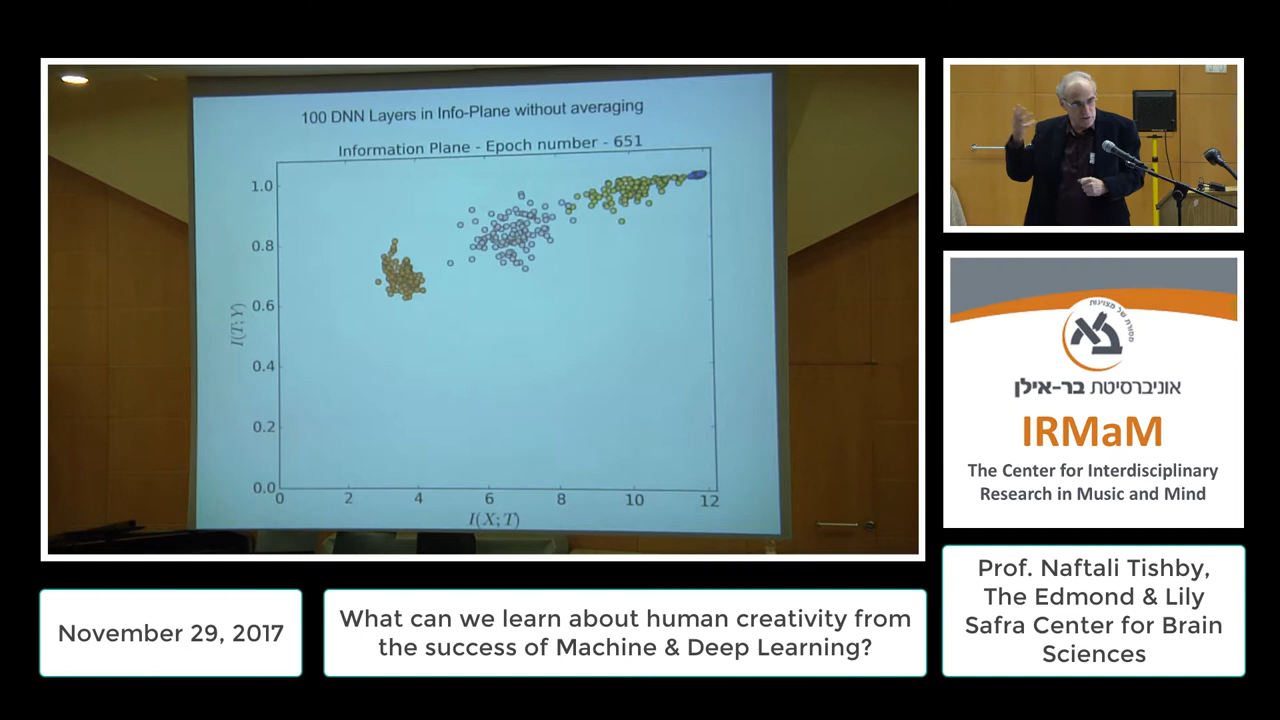 100 DNN Layers in Info-Plane without averaging
Information Plane - Epoch number - 651
1.0
0.8
0.6
0.4
0.2
0.0
I(T;Y)
0 2 4 6 8 10 12
I(X;T)
מסורת של מצוינות
בא
אוניברסיטת בר-אילן
IRMaM
The Center for Interdisciplinary
Research in Music and Mind
November 29, 2017
What can we learn about human creativity from
the success of Machine & Deep Learning?
Prof. Naftali Tishby,
The Edmond & Lily
Safra Center for Brain
Sciences